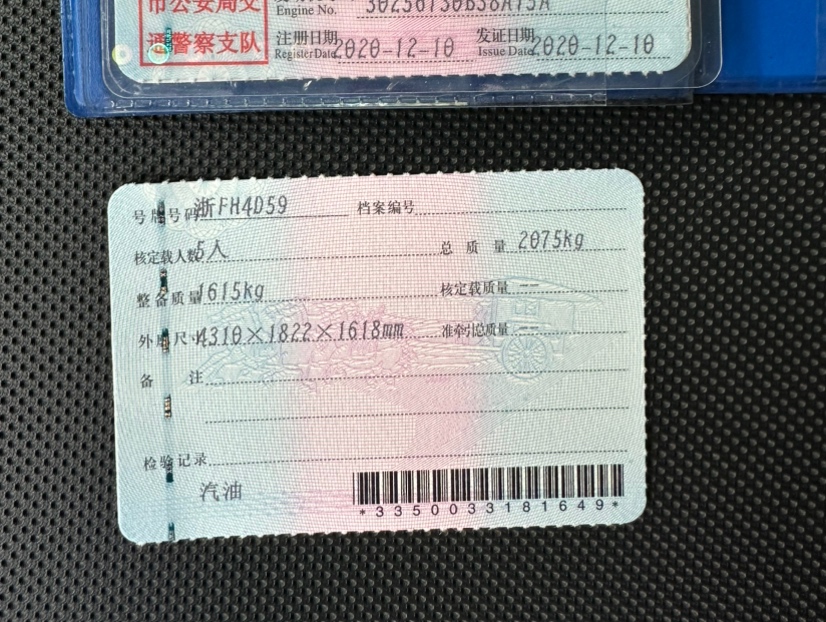 市公安局交
Engine No. 30256130B38A15A
通警察支队
注册日期 2020-12-10 发证日期 2020-12-10
Register Date Issue Date
号牌号码 浙FH4D59 档案编号
核定载人数 5人 总质量 2075kg
整备质量 1615kg 核定载质量 --
外廓尺寸 4310×1822×1618mm 准牵引总质量 --
备注
检验记录
汽油
*3350033181649*